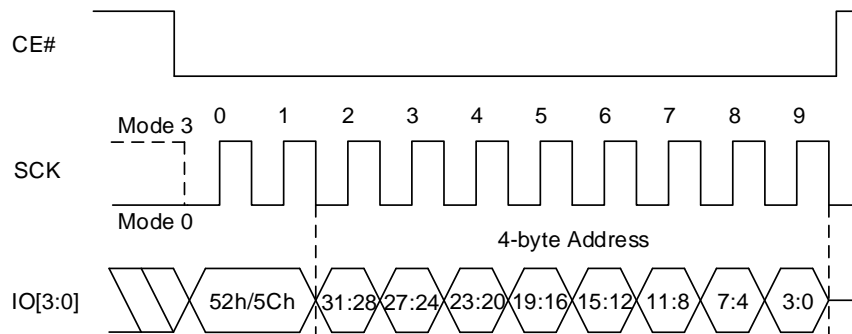 CE#
0 1 2 3 4 5 6 7 8 9
Mode 3
SCK
Mode 0
4-byte Address
IO[3:0] 52h/5Ch 31:28 27:24 23:20 19:16 15:12 11:8 7:4 3:0